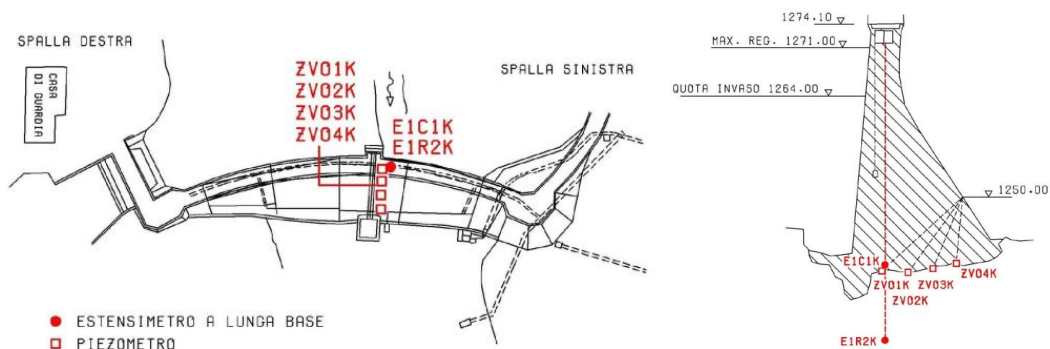 SPALLA DESTRA
CASA
DI GUARDIA
ZV01K
ZV02K
ZV03K
ZV04K
E1C1K
E1R2K
SPALLA SINISTRA
ESTENSIMETRO A LUNGA BASE
PIEZOMETRO
1274.10
MAX. REG. 1271.00
QUOTA INVASO 1264.00
1250.00
E1C1K
ZV01K
ZV02K
ZV03K
ZV04K
E1R2K